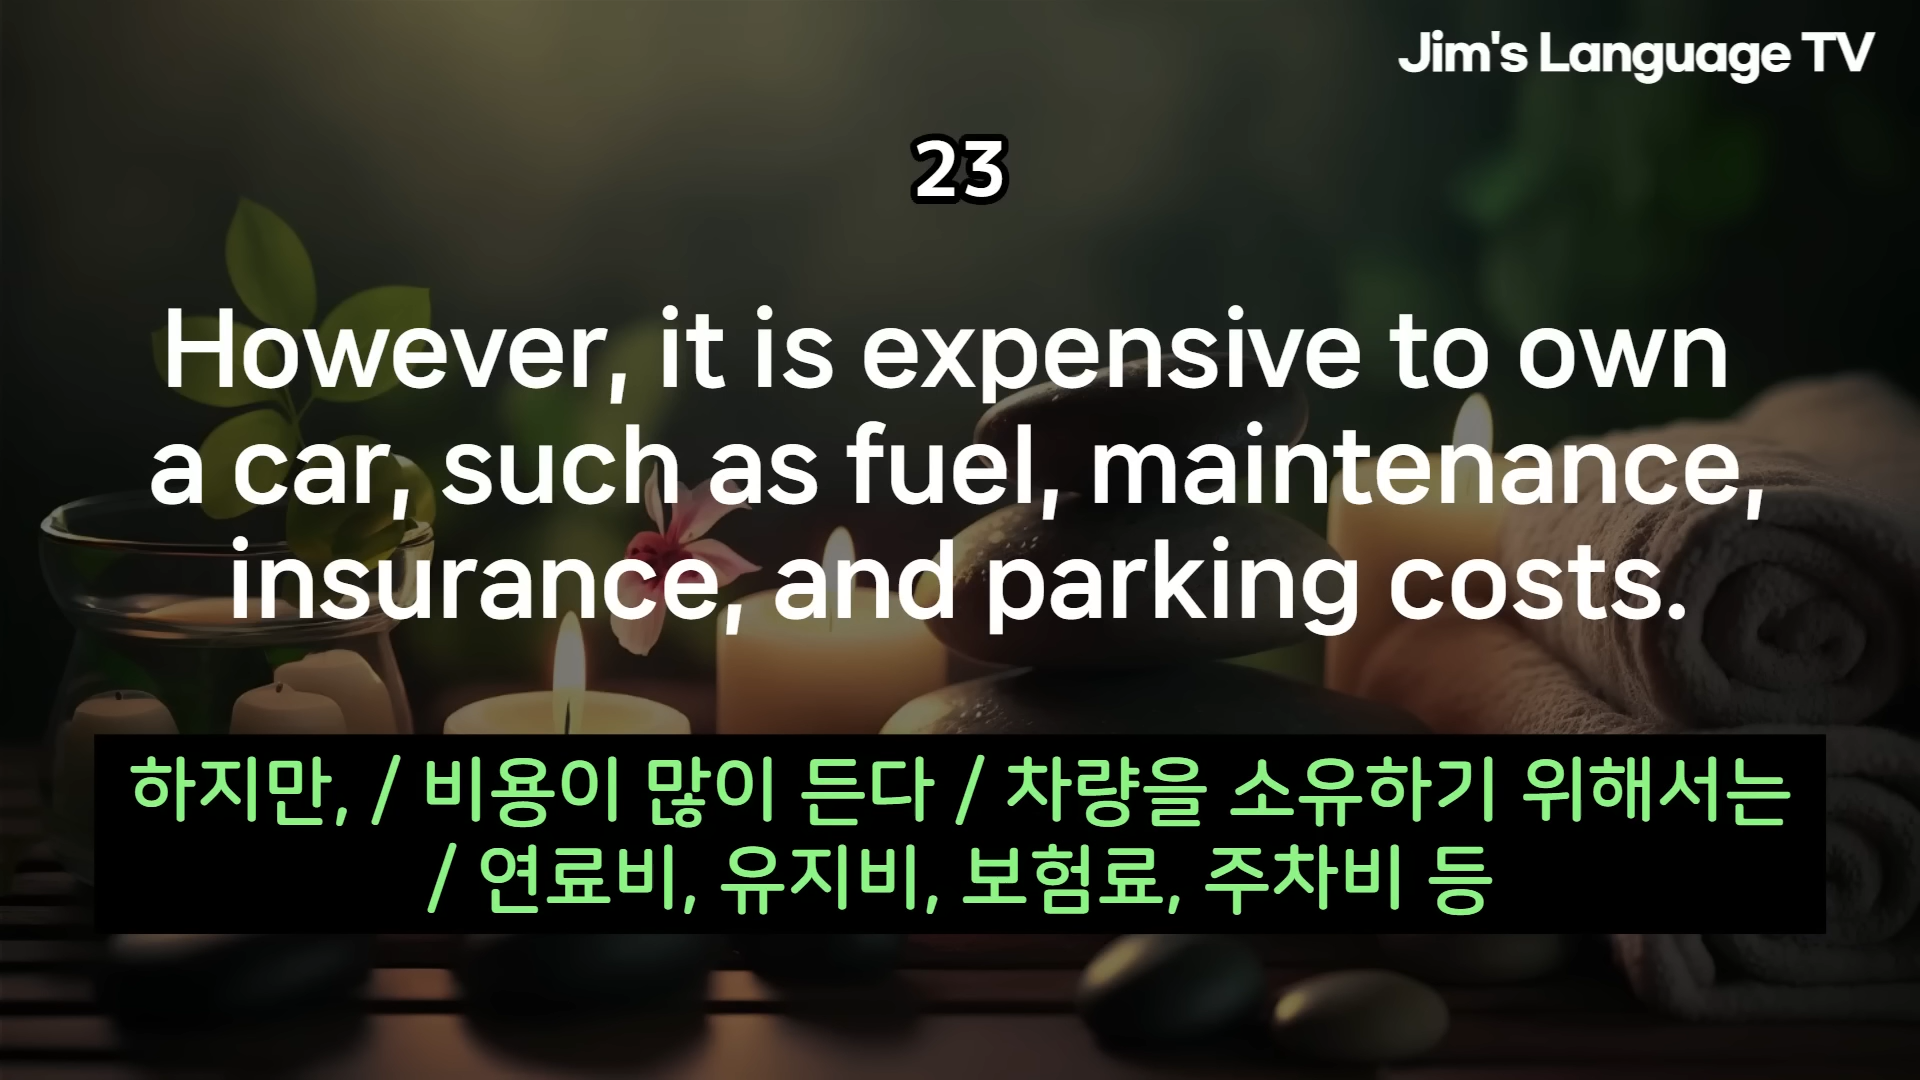 Jim's Language TV
23
However, it is expensive to own
a car, such as fuel, maintenance,
insurance, and parking costs.
하지만, / 비용이 많이 든다 / 차량을 소유하기 위해서는
/ 연료비, 유지비, 보험료, 주차비 등